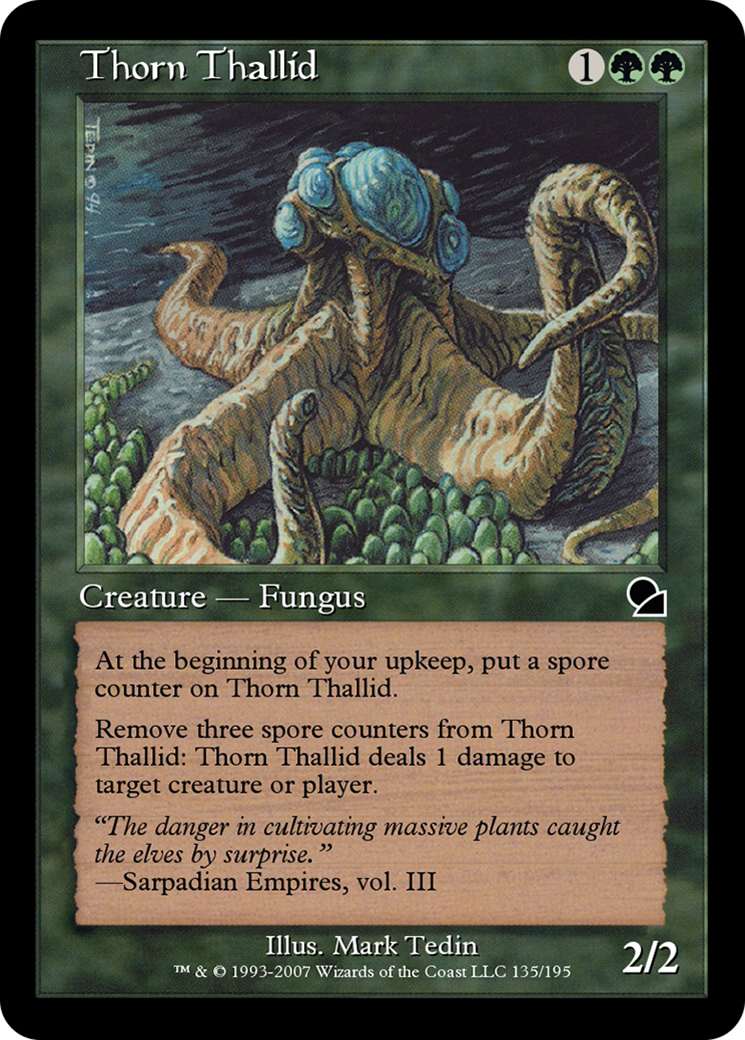 Thorn Thallid
1
TEDIN © 94
Creature — Fungus
At the beginning of your upkeep, put a spore
counter on Thorn Thallid.
Remove three spore counters from Thorn
Thallid: Thorn Thallid deals 1 damage to
target creature or player.
“The danger in cultivating massive plants caught
the elves by surprise.”
—Sarpadian Empires, vol. III
Illus. Mark Tedin
™ & © 1993-2007 Wizards of the Coast LLC 135/195
2/2